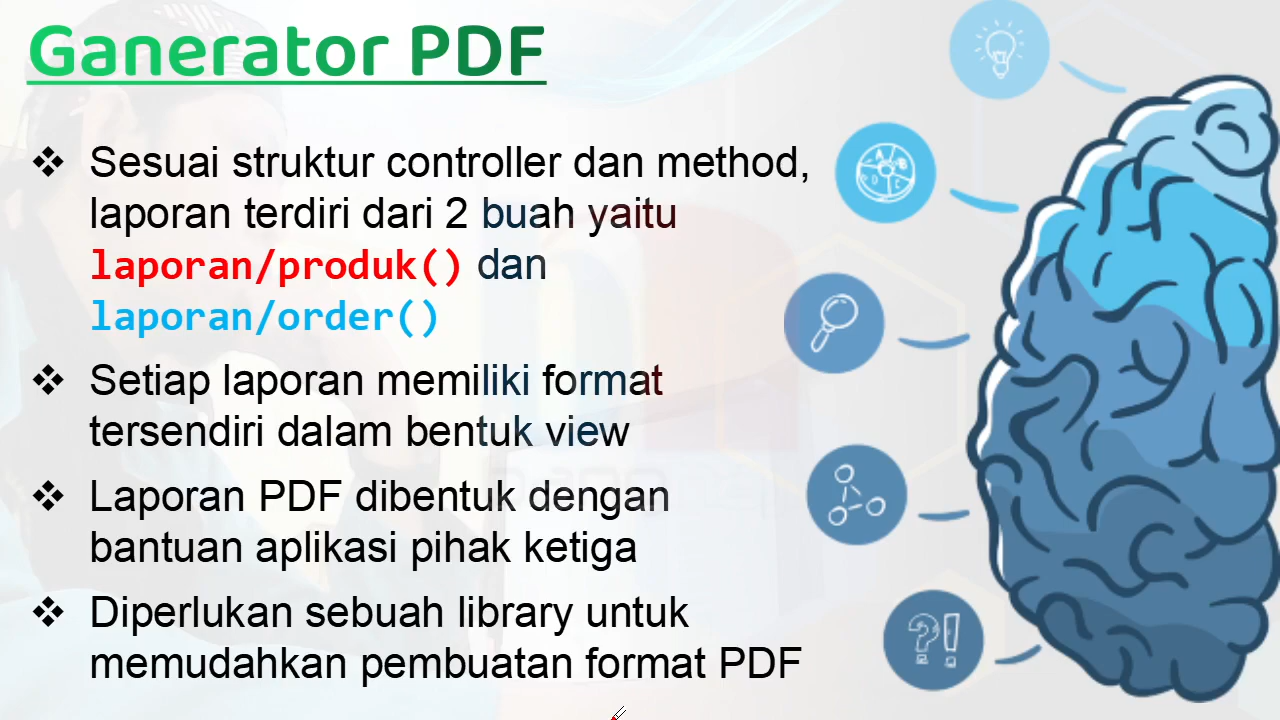 Ganerator PDF
❖ Sesuai struktur controller dan method,
laporan terdiri dari 2 buah yaitu
laporan/produk() dan
laporan/order()
❖ Setiap laporan memiliki format
tersendiri dalam bentuk view
❖ Laporan PDF dibentuk dengan
bantuan aplikasi pihak ketiga
❖ Diperlukan sebuah library untuk
memudahkan pembuatan format PDF
A B
D C
?!